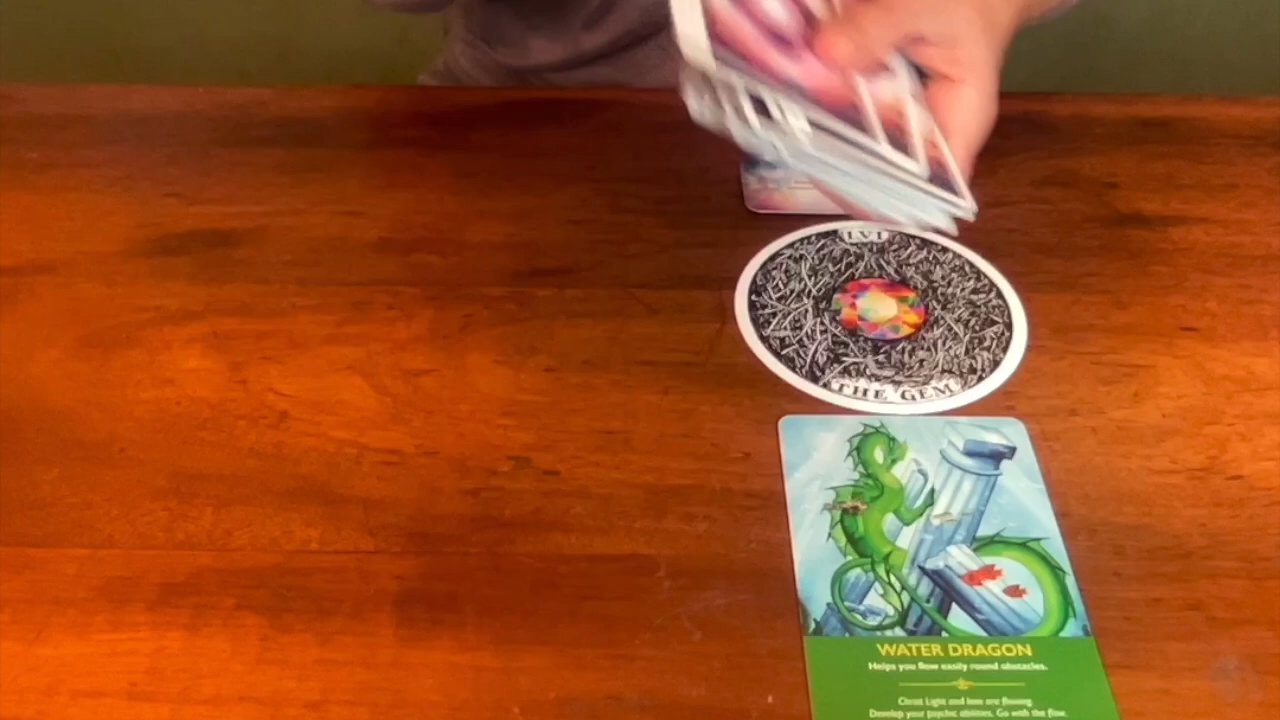 LVI
THE GEM
WATER DRAGON
Helps you flow easily round obstacles.
Christ Light and love are flowing.
Develop your psychic abilities. Go with the flow.